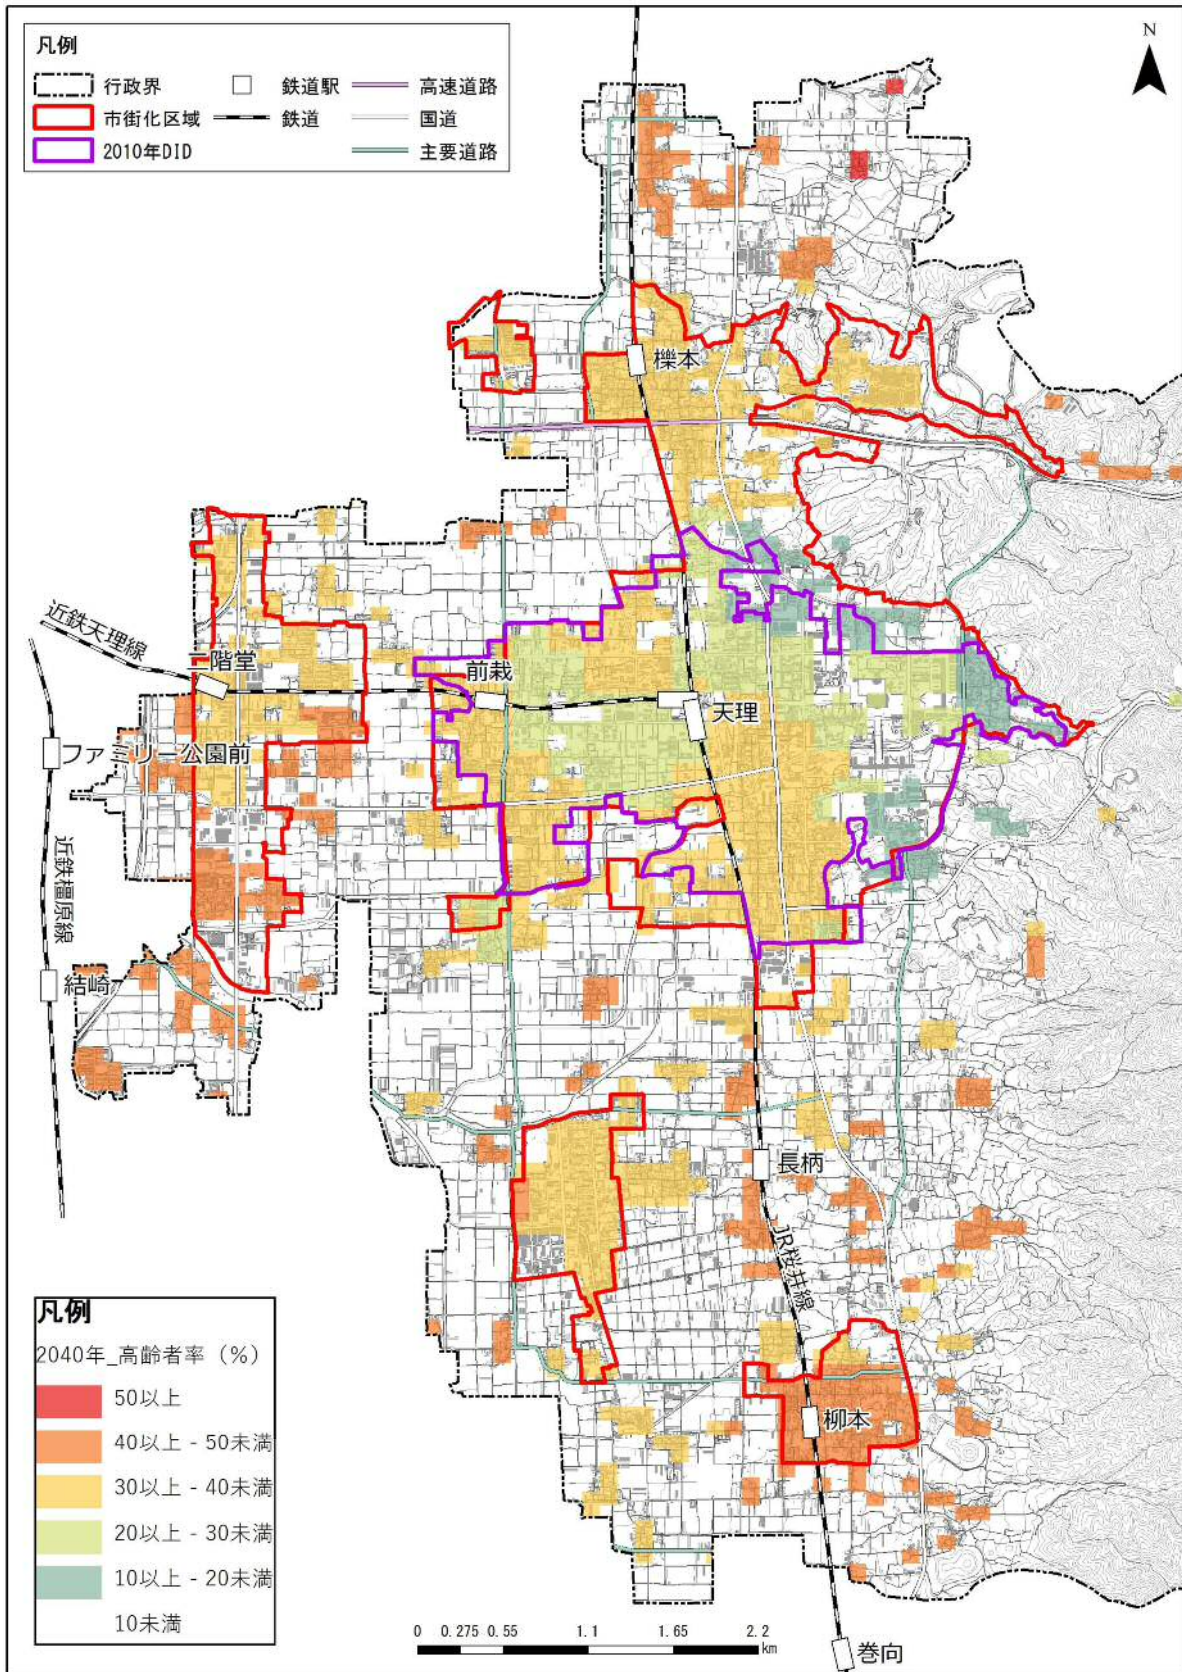 凡例
行政界
鉄道駅
高速道路
市街化区域
鉄道
国道
2010年DID
主要道路
N
櫟本
近鉄天理線
二階堂
前栽
天理
ファミリー公園前
近鉄橿原線
結崎
長柄
JR桜井線
柳本
巻向
凡例
2040年_高齢者率（%）
50以上
40以上 - 50未満
30以上 - 40未満
20以上 - 30未満
10以上 - 20未満
10未満
0 0.275 0.55 1.1 1.65 2.2
km